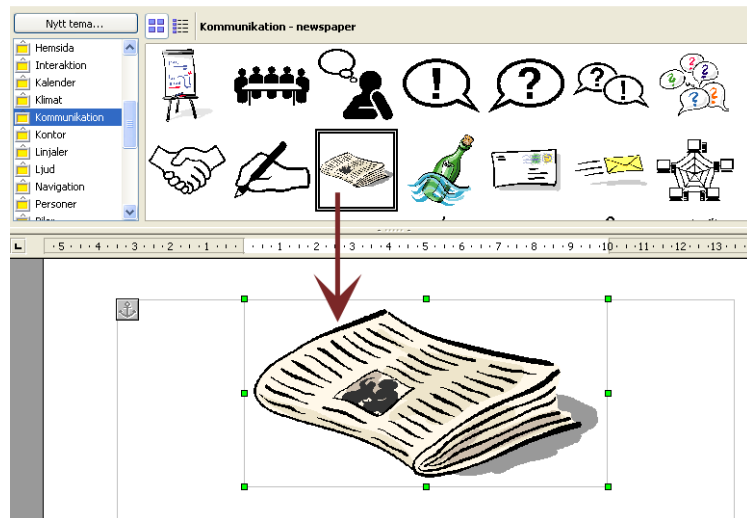 Nytt tema...
Kommunikation - newspaper
Hemsida
Interaktion
Kalender
Klimat
Kommunikation
Kontor
Linjaler
Ljud
Navigation
Personer
Pilar
L
· 5 · · · 4 · · · 3 · · · 2 · · · 1 · · · · · · 1 · · · 2 · · · 3 · · · 4 · · · 5 · · · 6 · · · 7 · · · 8 · · · 9 · · · 10 · · · 11 · · · 12 · · · 13 ·